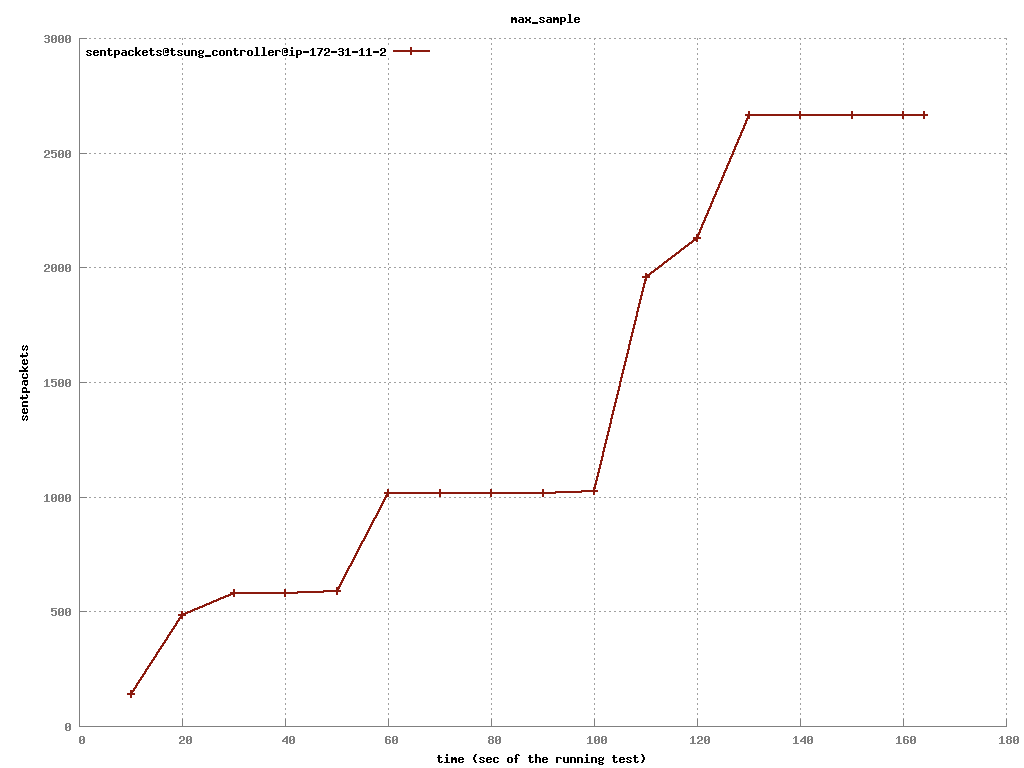 max_sample
sentpackets@tsung_controller@ip-172-31-11-2
3000
2500
2000
1500
1000
500
0
sentpackets
0 20 40 60 80 100 120 140 160 180
time (sec of the running test)